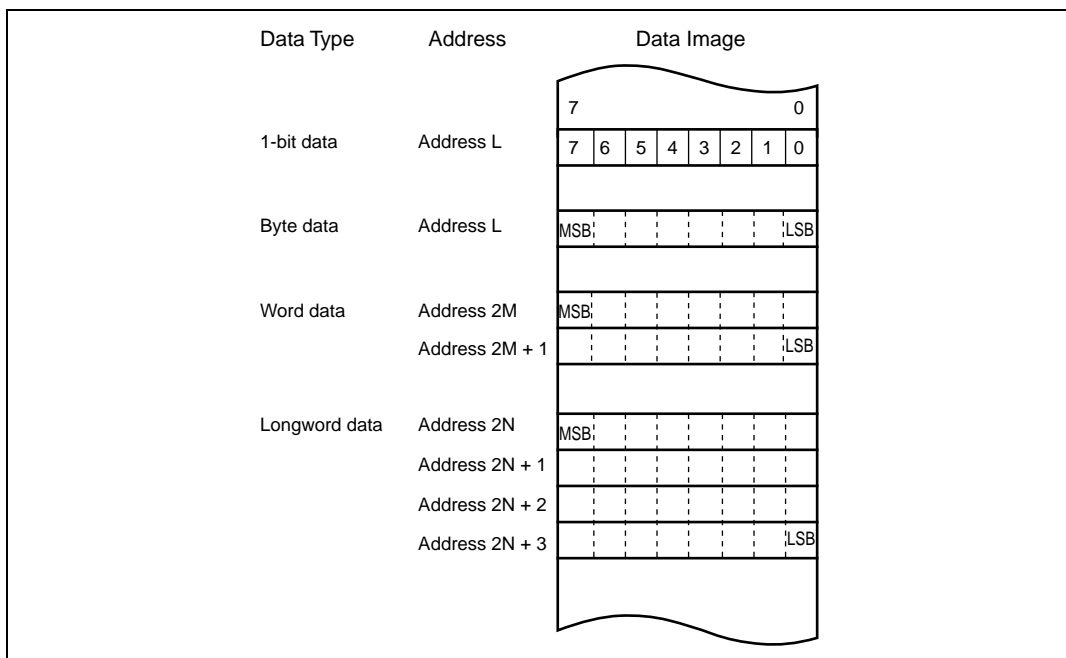 Data Type Address Data Image
7 0
1-bit data Address L 7 6 5 4 3 2 1 0
Byte data Address L MSB LSB
Word data Address 2M MSB
Address 2M + 1 LSB
Longword data Address 2N MSB
Address 2N + 1
Address 2N + 2
Address 2N + 3 LSB